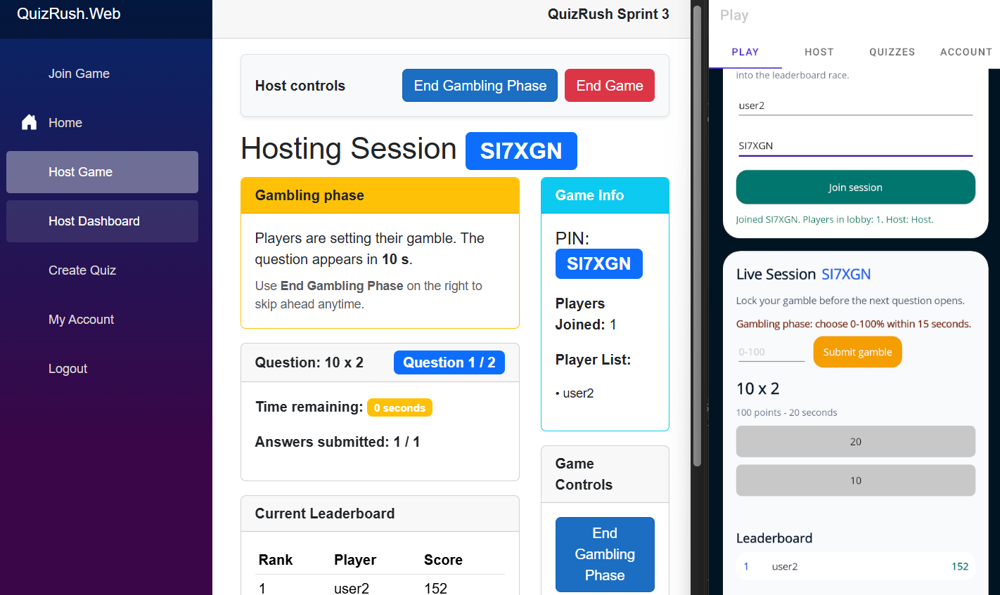 QuizRush.Web
Join Game
Home
Host Game
Host Dashboard
Create Quiz
My Account
Logout
QuizRush Sprint 3
Host controls
End Gambling Phase
End Game
Hosting Session SI7XGN
Gambling phase
Players are setting their gamble. The
question appears in 10 s.
Use End Gambling Phase on the right to
skip ahead anytime.
Question: 10 x 2
Question 1 / 2
Time remaining: 0 seconds
Answers submitted: 1 / 1
Current Leaderboard
Rank Player Score
1 user2 152
Game Info
PIN:
SI7XGN
Players
Joined: 1
Player List:
• user2
Game
Controls
End
Gambling
Phase
Play
PLAY HOST QUIZZES ACCOUNT
into the leaderboard race.
user2
SI7XGN
Join session
Joined SI7XGN. Players in lobby: 1. Host: Host.
Live Session SI7XGN
Lock your gamble before the next question opens.
Gambling phase: choose 0-100% within 15 seconds.
0-100
Submit gamble
10 x 2
100 points - 20 seconds
20
10
Leaderboard
1 user2 152